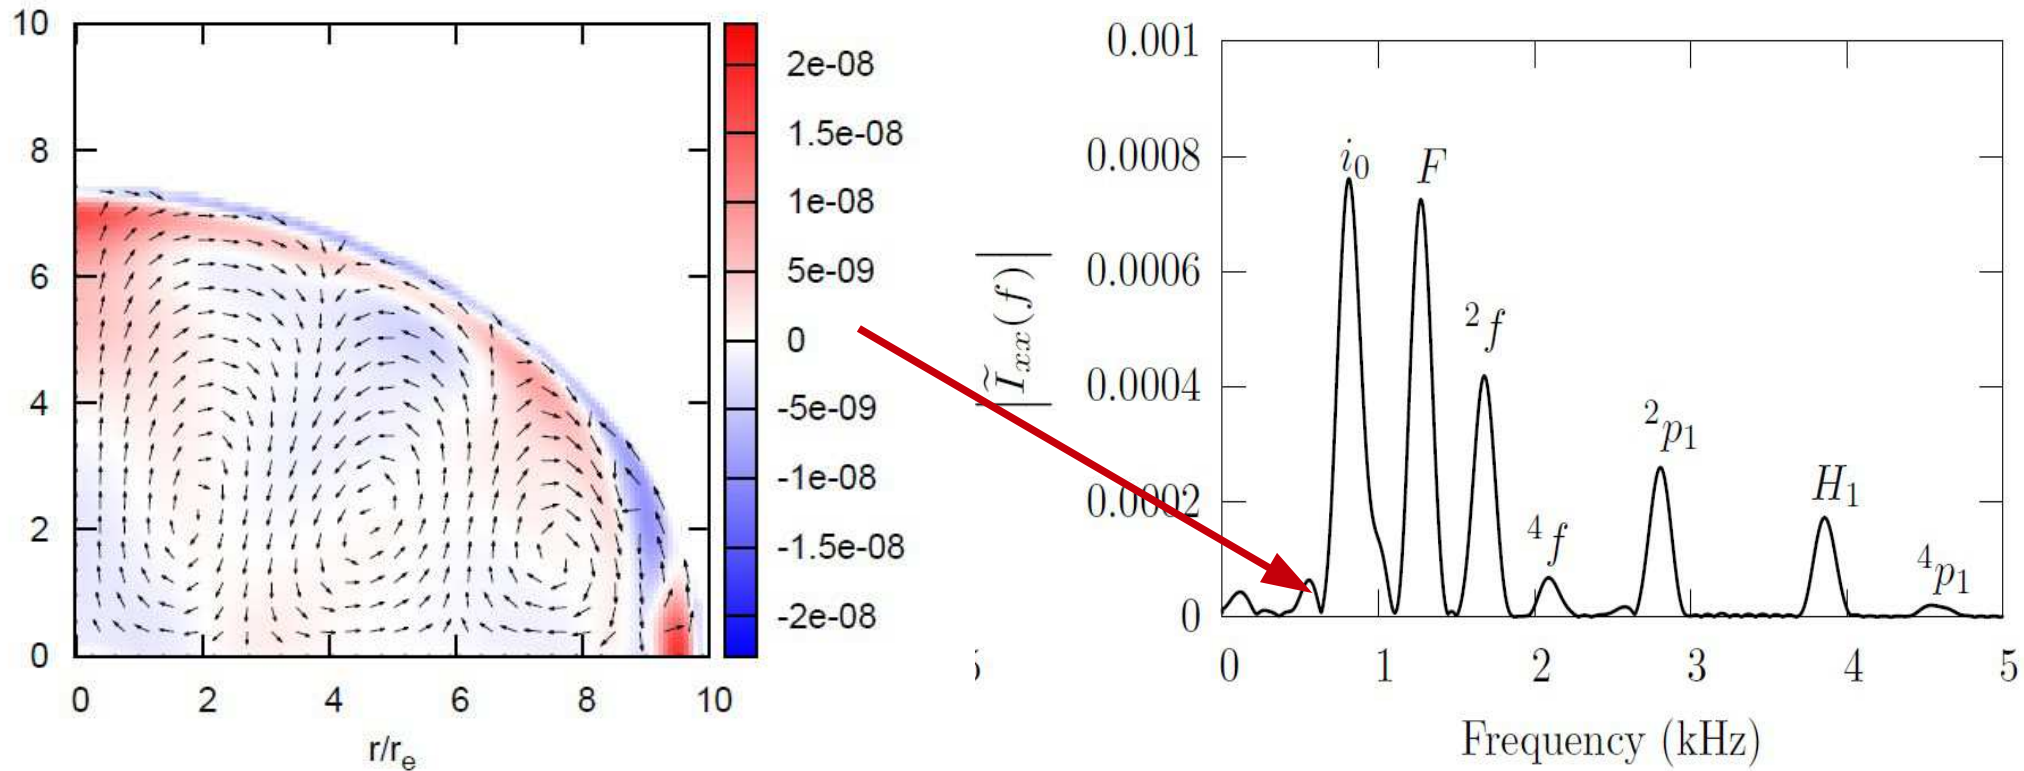 10
8
6
4
2
0
0 2 4 6 8 10
r/rₑ
2e-08
1.5e-08
1e-08
5e-09
0
-5e-09
-1e-08
-1.5e-08
-2e-08
|Ĩₓₓ(f)|
0.001
0.0008
0.0006
0.0004
0.0002
0
i₀
F
²f
⁴f
²p₁
H₁
⁴p₁
0 1 2 3 4 5
Frequency (kHz)